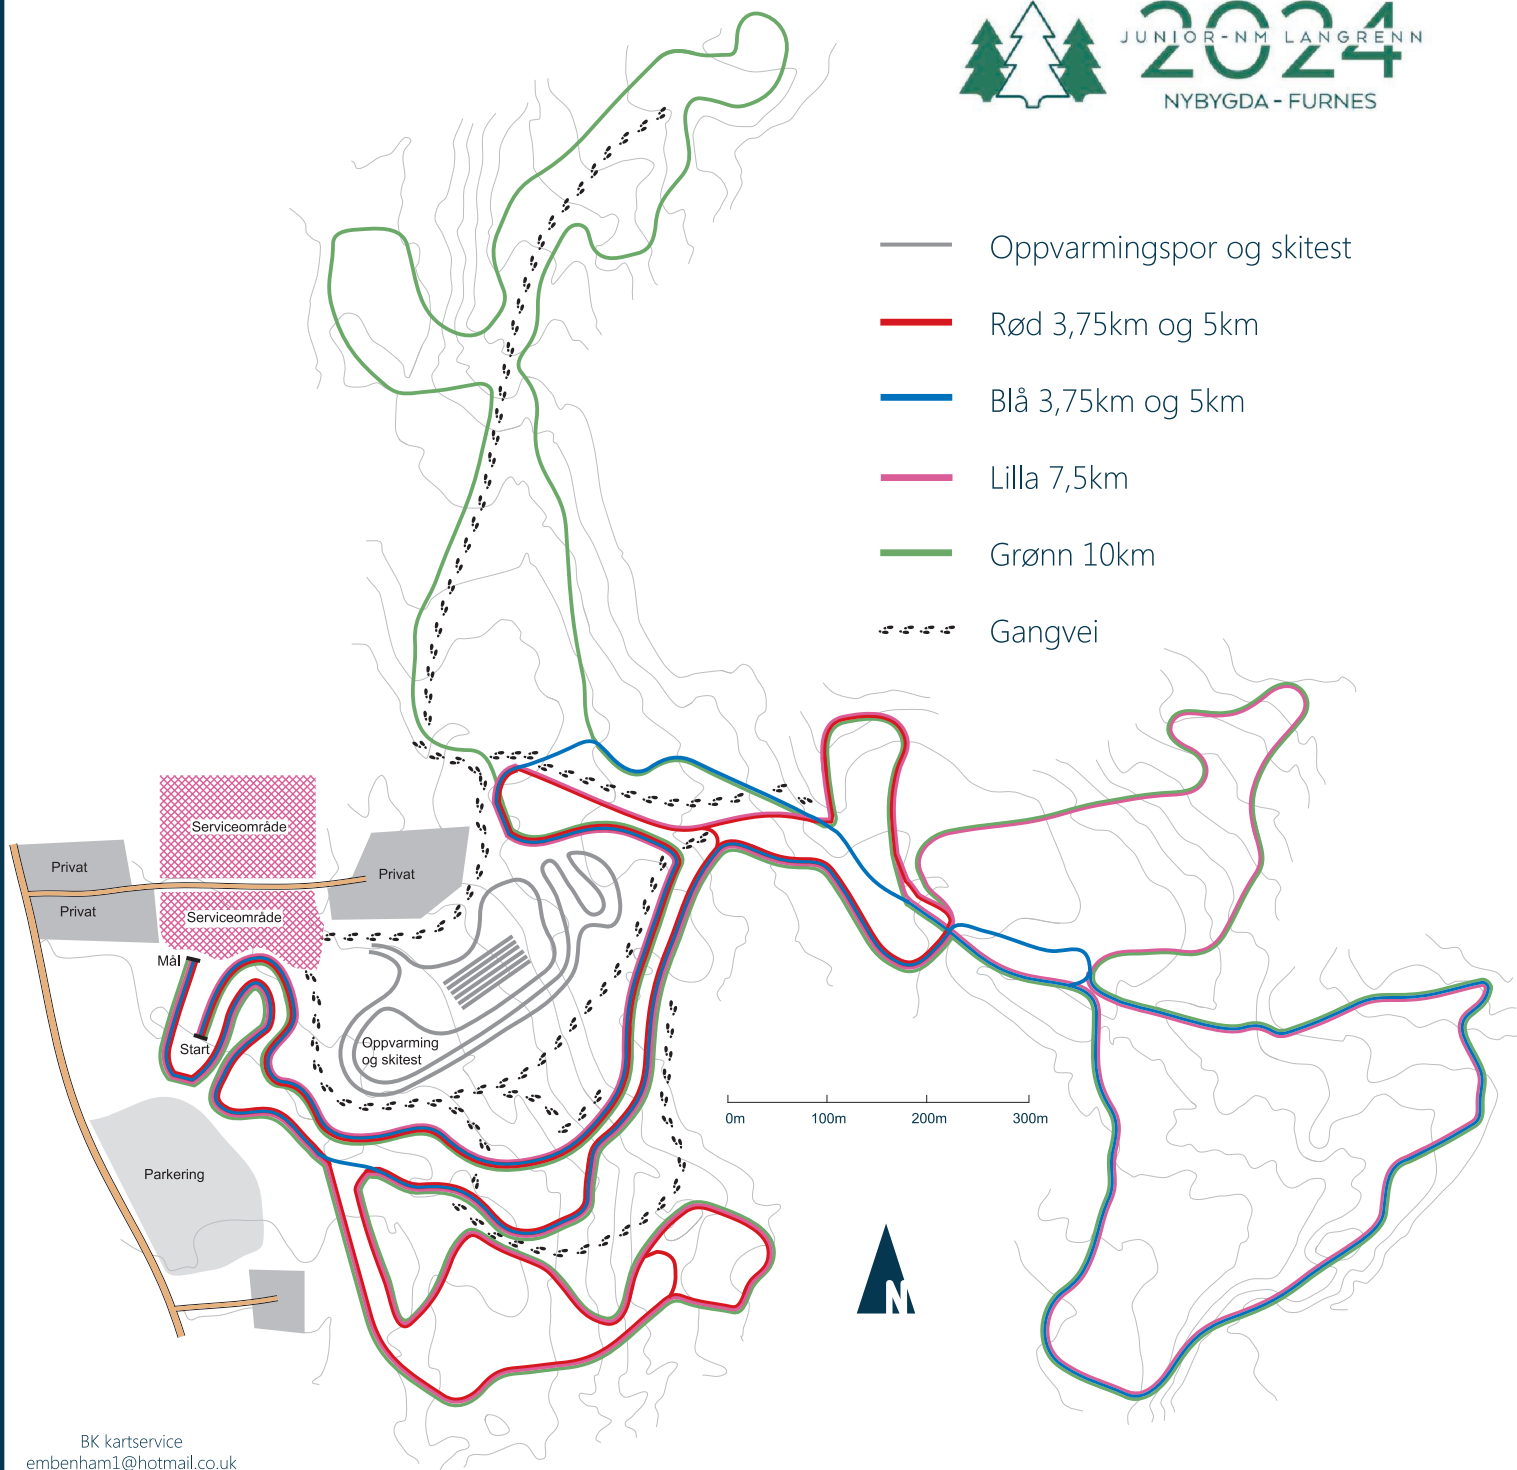 2024
JUNIOR-NM LANGRENN
NYBYGDA - FURNES
Oppvarmingspor og skitest
Rød 3,75km og 5km
Blå 3,75km og 5km
Lilla 7,5km
Grønn 10km
Gangvei
Serviceområde
Privat
Privat
Privat
Serviceområde
Mål
Start
Oppvarming
og skitest
0m 100m 200m 300m
Parkering
N
BK kartservice
embenham1@hotmail.co.uk